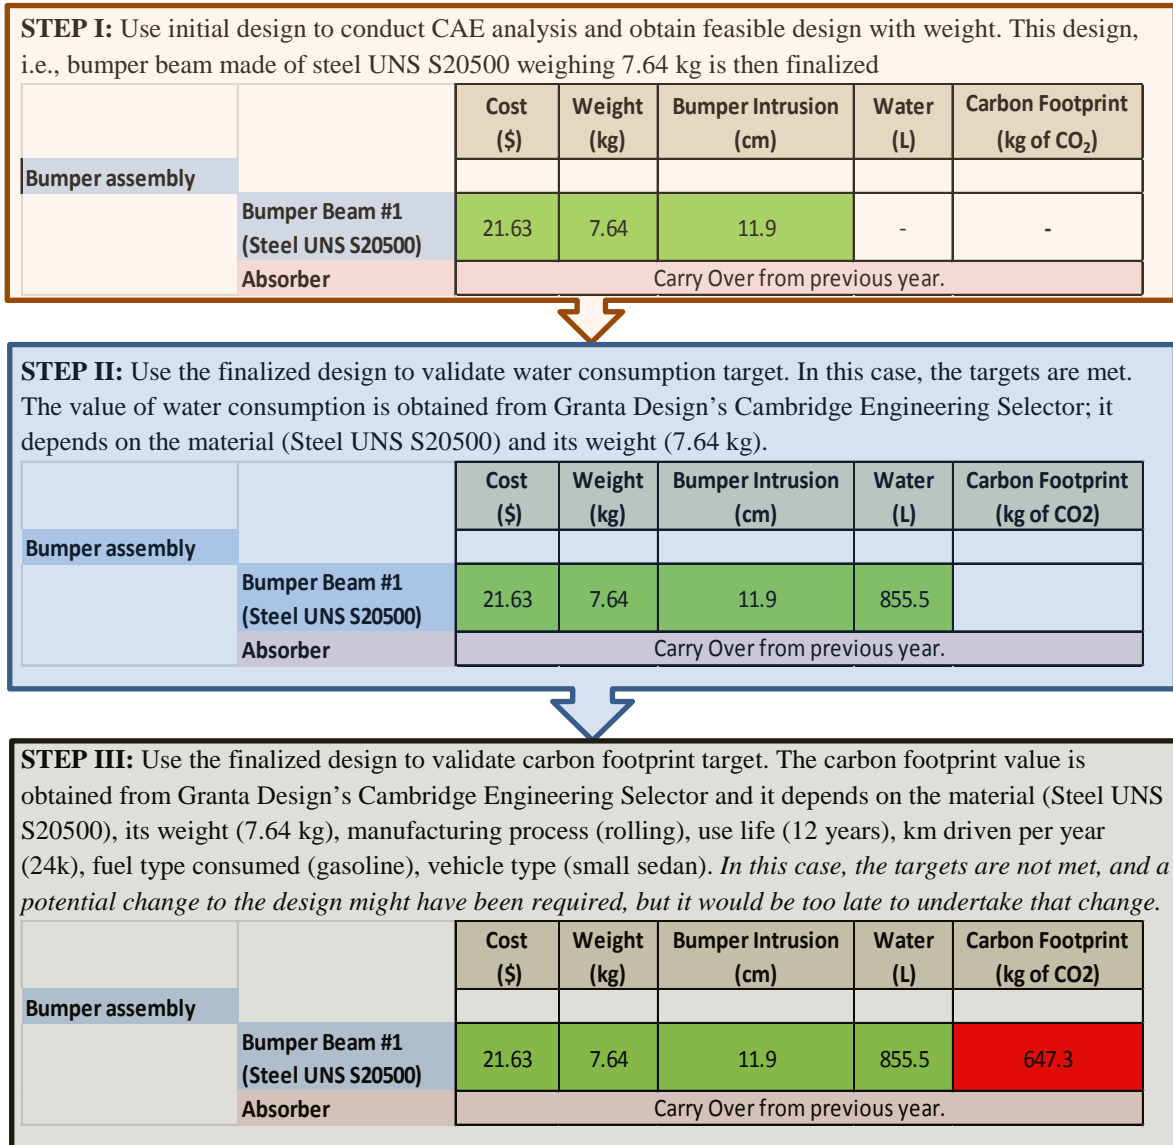 STEP I: Use initial design to conduct CAE analysis and obtain feasible design with weight. This design,
i.e., bumper beam made of steel UNS S20500 weighing 7.64 kg is then finalized
Cost ($) Weight (kg) Bumper Intrusion (cm) Water (L) Carbon Footprint (kg of CO₂)
Bumper assembly
Bumper Beam #1 (Steel UNS S20500) 21.63 7.64 11.9 - -
Absorber Carry Over from previous year.
STEP II: Use the finalized design to validate water consumption target. In this case, the targets are met.
The value of water consumption is obtained from Granta Design’s Cambridge Engineering Selector; it
depends on the material (Steel UNS S20500) and its weight (7.64 kg).
Cost ($) Weight (kg) Bumper Intrusion (cm) Water (L) Carbon Footprint (kg of CO2)
Bumper assembly
Bumper Beam #1 (Steel UNS S20500) 21.63 7.64 11.9 855.5
Absorber Carry Over from previous year.
STEP III: Use the finalized design to validate carbon footprint target. The carbon footprint value is
obtained from Granta Design’s Cambridge Engineering Selector and it depends on the material (Steel UNS
S20500), its weight (7.64 kg), manufacturing process (rolling), use life (12 years), km driven per year
(24k), fuel type consumed (gasoline), vehicle type (small sedan). In this case, the targets are not met, and a
potential change to the design might have been required, but it would be too late to undertake that change.
Cost ($) Weight (kg) Bumper Intrusion (cm) Water (L) Carbon Footprint (kg of CO2)
Bumper assembly
Bumper Beam #1 (Steel UNS S20500) 21.63 7.64 11.9 855.5 647.3
Absorber Carry Over from previous year.